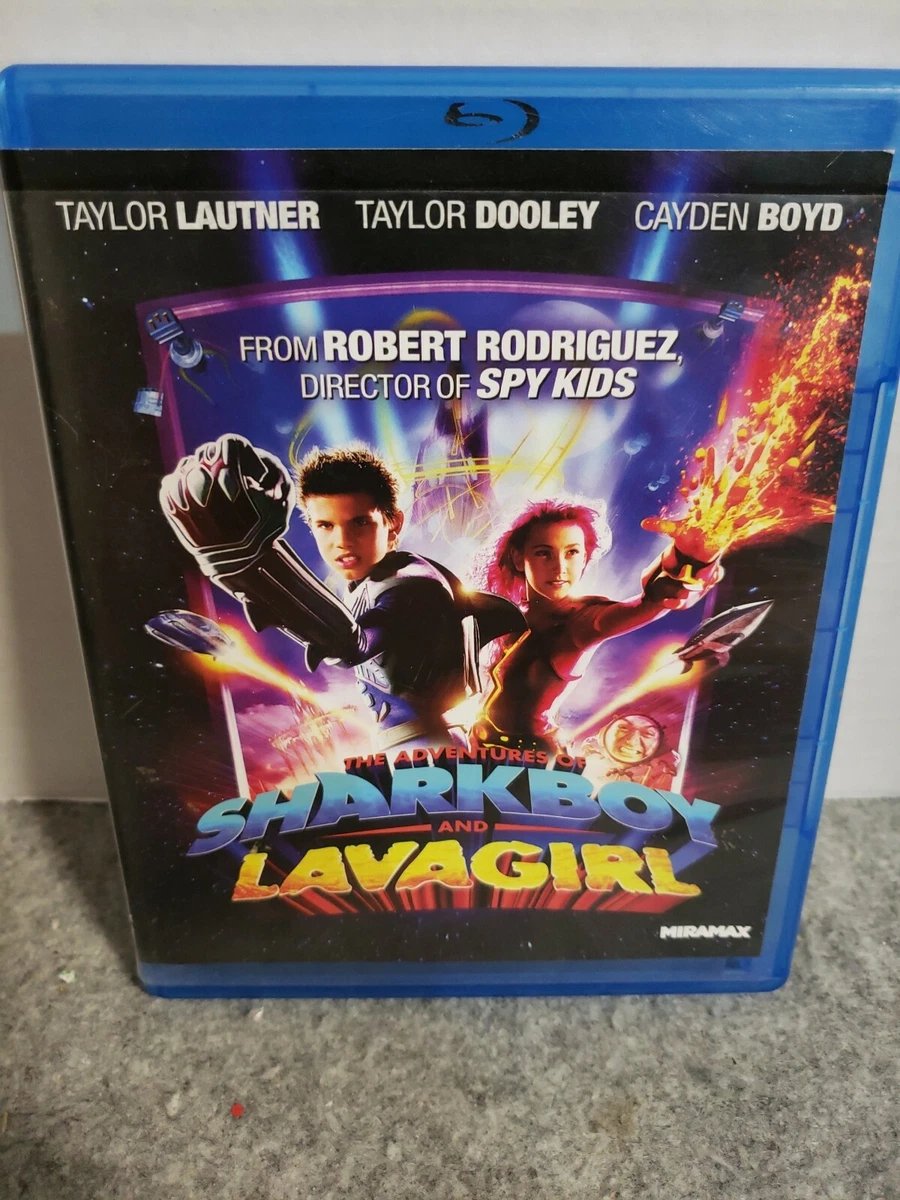 TAYLOR LAUTNER TAYLOR DOOLEY CAYDEN BOYD
FROM ROBERT RODRIGUEZ,
DIRECTOR OF SPY KIDS
THE ADVENTURES OF
SHARKBOY
AND
LAVAGIRL
MIRAMAX